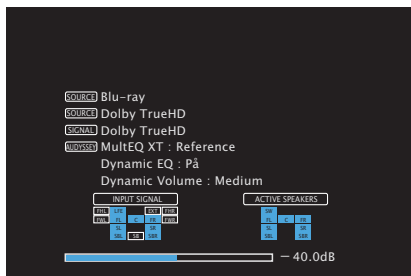 SOURCE Blu-ray
SOURCE Dolby TrueHD
SIGNAL Dolby TrueHD
AUDYSSEY MultEQ XT : Reference
Dynamic EQ : På
Dynamic Volume : Medium
INPUT SIGNAL ACTIVE SPEAKERS
FHL LFE EXT FHR SW
FWL FL C FR FWR FL C FR
SL SR SL SR
SBL SB SBR SBL SBR
-40.0dB